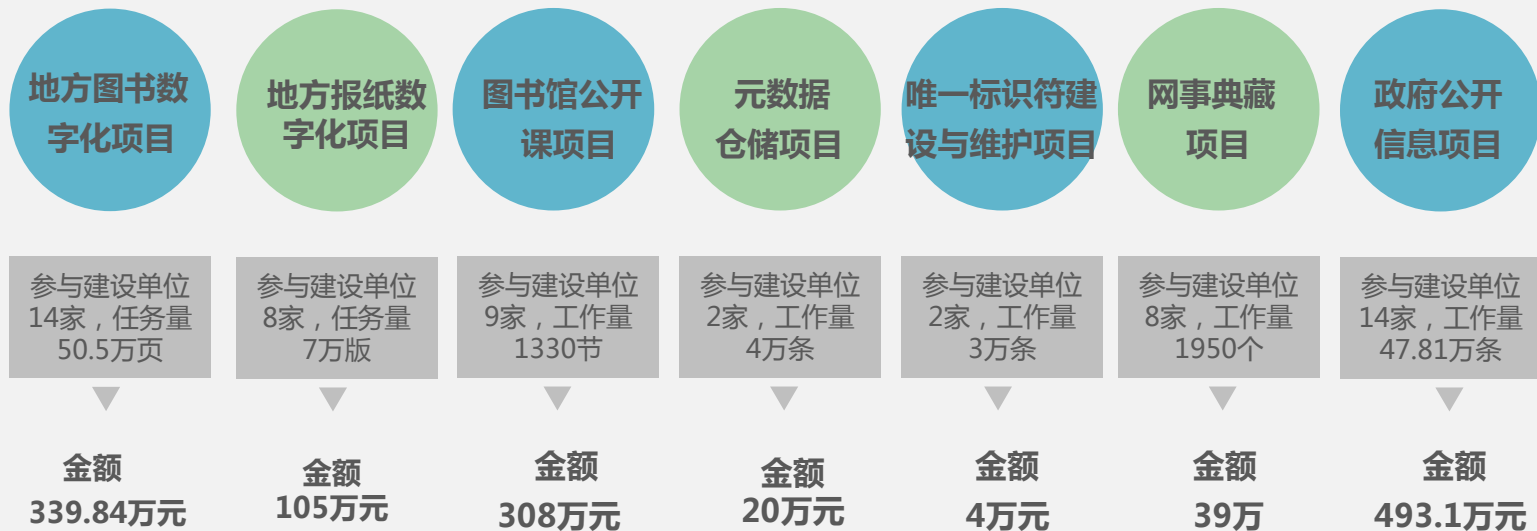 地方图书数
字化项目
地方报纸数
字化项目
图书馆公开
课项目
元数据
仓储项目
唯一标识符建
设与维护项目
网事典藏
项目
政府公开
信息项目
参与建设单位
14家，任务量
50.5万页
参与建设单位
8家，任务量
7万版
参与建设单位
9家，工作量
1330节
参与建设单位
2家，工作量
4万条
参与建设单位
2家，工作量
3万条
参与建设单位
8家，工作量
1950个
参与建设单位
14家，工作量
47.81万条
金额
339.84万元
金额
105万元
金额
308万元
金额
20万元
金额
4万元
金额
39万
金额
493.1万元